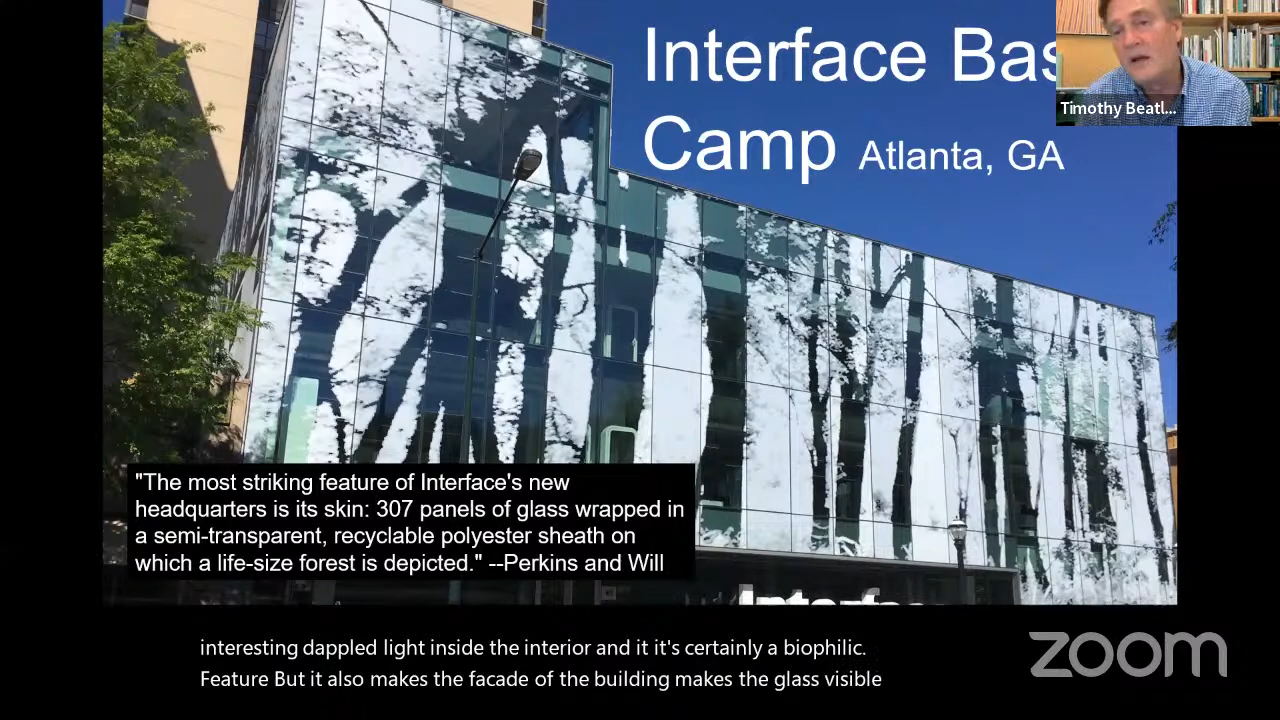 Interface Bas
Camp Atlanta, GA
Timothy Beatl...
"The most striking feature of Interface's new
headquarters is its skin: 307 panels of glass wrapped in
a semi-transparent, recyclable polyester sheath on
which a life-size forest is depicted." --Perkins and Will
Interface
interesting dappled light inside the interior and it it's certainly a biophilic.
Feature But it also makes the facade of the building makes the glass visible
zoom